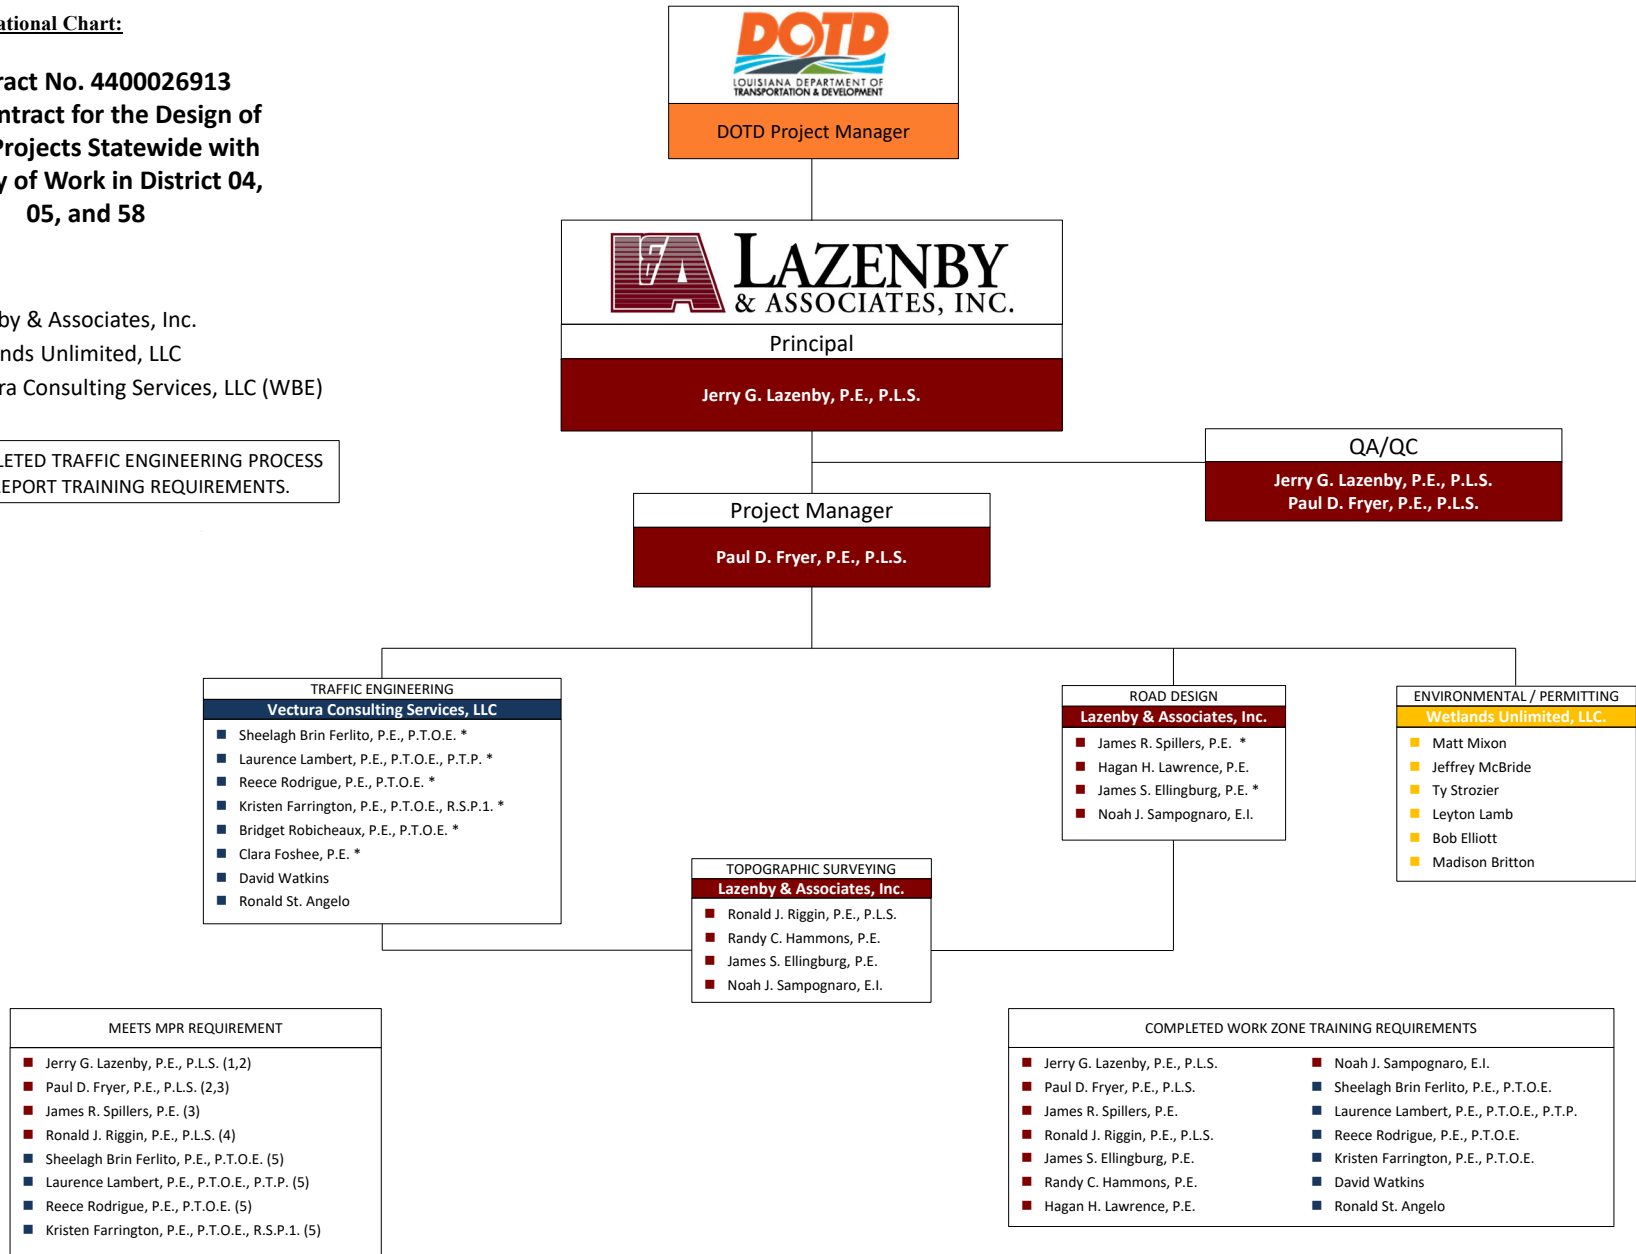 ational Chart:
ract No. 4400026913
ntract for the Design of
Projects Statewide with
y of Work in District 04,
05, and 58
by & Associates, Inc.
nds Unlimited, LLC
ra Consulting Services, LLC (WBE)
LETED TRAFFIC ENGINEERING PROCESS
REPORT TRAINING REQUIREMENTS.
DOTD
LOUISIANA DEPARTMENT OF
TRANSPORTATION & DEVELOPMENT
DOTD Project Manager
L&A LAZENBY
& ASSOCIATES, INC.
Principal
Jerry G. Lazenby, P.E., P.L.S.
QA/QC
Jerry G. Lazenby, P.E., P.L.S.
Paul D. Fryer, P.E., P.L.S.
Project Manager
Paul D. Fryer, P.E., P.L.S.
TRAFFIC ENGINEERING
Vectura Consulting Services, LLC
Sheelagh Brin Ferlito, P.E., P.T.O.E. *
Laurence Lambert, P.E., P.T.O.E., P.T.P. *
Reece Rodrigue, P.E., P.T.O.E. *
Kristen Farrington, P.E., P.T.O.E., R.S.P.1. *
Bridget Robicheaux, P.E., P.T.O.E. *
Clara Foshee, P.E. *
David Watkins
Ronald St. Angelo
TOPOGRAPHIC SURVEYING
Lazenby & Associates, Inc.
Ronald J. Riggin, P.E., P.L.S.
Randy C. Hammons, P.E.
James S. Ellingburg, P.E.
Noah J. Sampognaro, E.I.
ROAD DESIGN
Lazenby & Associates, Inc.
James R. Spillers, P.E. *
Hagan H. Lawrence, P.E.
James S. Ellingburg, P.E. *
Noah J. Sampognaro, E.I.
ENVIRONMENTAL / PERMITTING
Wetlands Unlimited, LLC.
Matt Mixon
Jeffrey McBride
Ty Strozier
Leyton Lamb
Bob Elliott
Madison Britton
MEETS MPR REQUIREMENT
Jerry G. Lazenby, P.E., P.L.S. (1,2)
Paul D. Fryer, P.E., P.L.S. (2,3)
James R. Spillers, P.E. (3)
Ronald J. Riggin, P.E., P.L.S. (4)
Sheelagh Brin Ferlito, P.E., P.T.O.E. (5)
Laurence Lambert, P.E., P.T.O.E., P.T.P. (5)
Reece Rodrigue, P.E., P.T.O.E. (5)
Kristen Farrington, P.E., P.T.O.E., R.S.P.1. (5)
COMPLETED WORK ZONE TRAINING REQUIREMENTS
Jerry G. Lazenby, P.E., P.L.S.
Paul D. Fryer, P.E., P.L.S.
James R. Spillers, P.E.
Ronald J. Riggin, P.E., P.L.S.
James S. Ellingburg, P.E.
Randy C. Hammons, P.E.
Hagan H. Lawrence, P.E.
Noah J. Sampognaro, E.I.
Sheelagh Brin Ferlito, P.E., P.T.O.E.
Laurence Lambert, P.E., P.T.O.E., P.T.P.
Reece Rodrigue, P.E., P.T.O.E.
Kristen Farrington, P.E., P.T.O.E.
David Watkins
Ronald St. Angelo